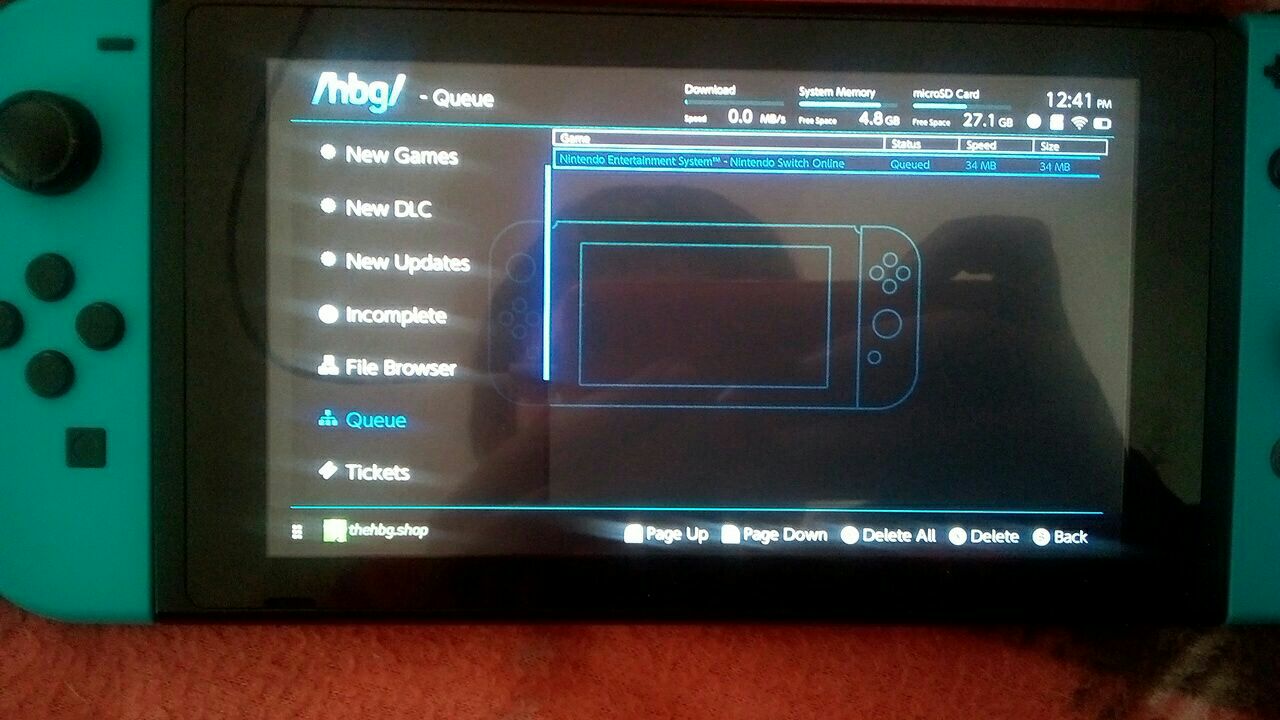 /hbg/ - Queue
Download
Speed 0.0 MB/s
System Memory
Free Space 4.8 GB
microSD Card
Free Space 27.1 GB
12:41 PM
New Games
New DLC
New Updates
Incomplete
File Browser
Queue
Tickets
Game Status Speed Size
Nintendo Entertainment System™ - Nintendo Switch Online Queued 34 MB 34 MB
thehbg.shop
Page Up Page Down Delete All Delete Back